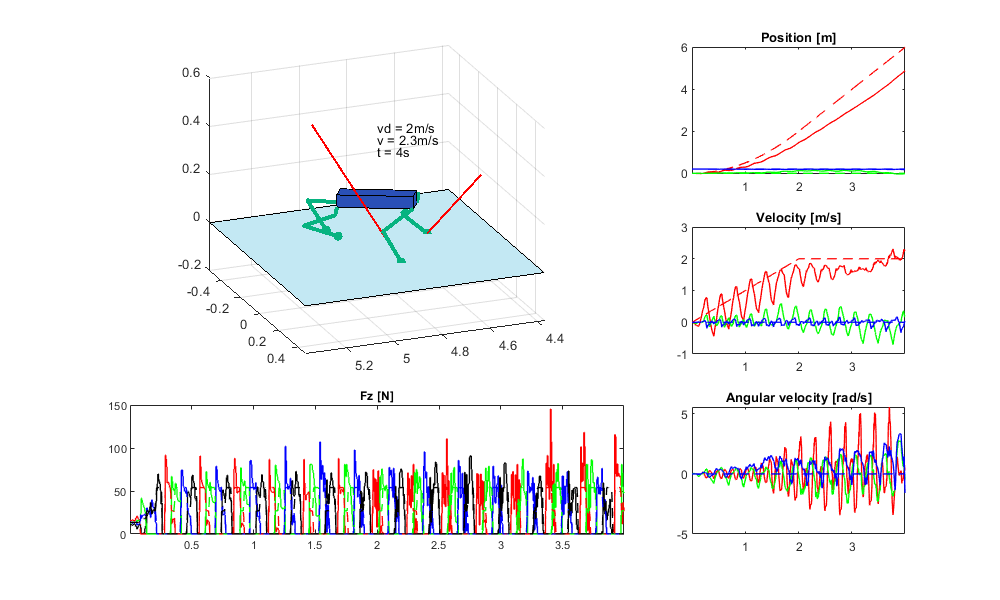 0.6
0.4
0.2
0
-0.2
-0.4
-0.2
0
0.2
0.4
5.2
5
4.8
4.6
4.4
vd = 2m/s
v = 2.3m/s
t = 4s
Position [m]
6
4
2
0
1 2 3
Velocity [m/s]
3
2
1
0
-1
1 2 3
Fz [N]
150
100
50
0
0.5 1 1.5 2 2.5 3 3.5
Angular velocity [rad/s]
5
0
-5
1 2 3